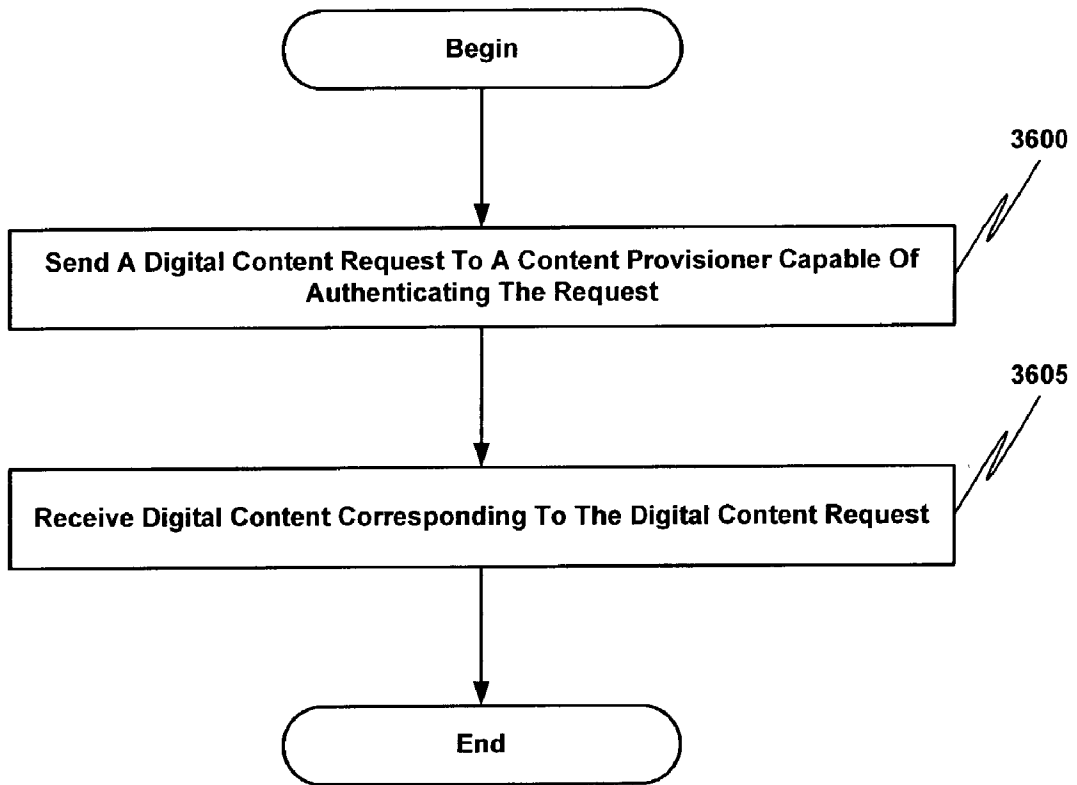 Begin
3600
Send A Digital Content Request To A Content Provisioner Capable Of
Authenticating The Request
3605
Receive Digital Content Corresponding To The Digital Content Request
End